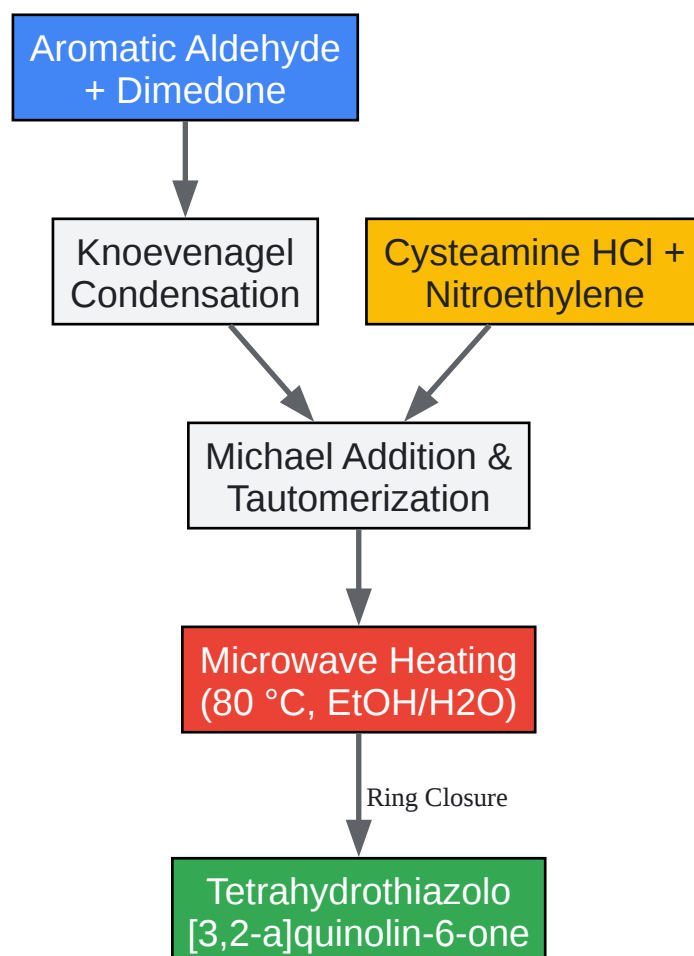 Aromatic Aldehyde
+ Dimedone
Knoevenagel
Condensation
Cysteamine HCl +
Nitroethylene
Michael Addition &
Tautomerization
Microwave Heating
(80 °C, EtOH/H2O)
Ring Closure
Tetrahydrothiazolo
[3,2-a]quinolin-6-one